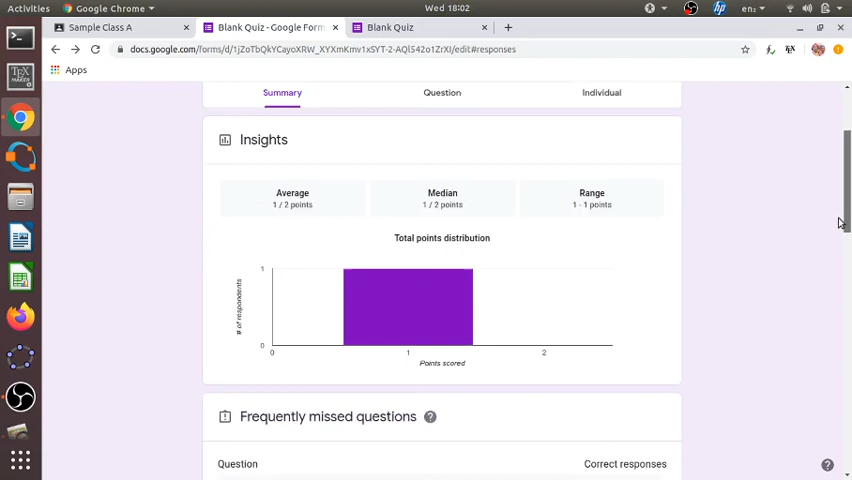 Activities
Google Chrome
Wed 18:02
en₂
Sample Class A
Blank Quiz - Google Form
Blank Quiz
docs.google.com/forms/d/1jZoTbQkYCayoXRW_XYXmKmv1xSYT-2-AQl542o1ZrXI/edit#responses
Apps
Summary
Question
Individual
Insights
Average
1 / 2 points
Median
1 / 2 points
Range
1 - 1 points
Total points distribution
# of respondents
1
0
0
1
2
Points scored
Frequently missed questions
Question
Correct responses